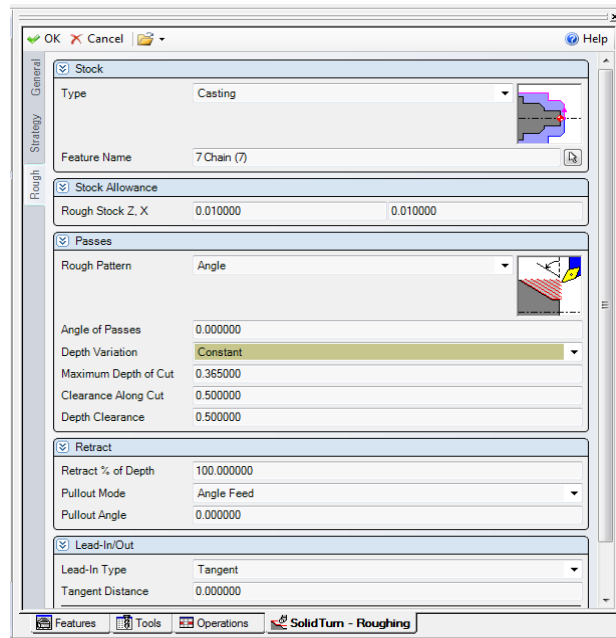 OK Cancel Help
General
Strategy
Rough
Stock
Type Casting
Feature Name 7 Chain (7)
Stock Allowance
Rough Stock Z, X 0.010000 0.010000
Passes
Rough Pattern Angle
Angle of Passes 0.000000
Depth Variation Constant
Maximum Depth of Cut 0.365000
Clearance Along Cut 0.500000
Depth Clearance 0.500000
Retract
Retract % of Depth 100.000000
Pullout Mode Angle Feed
Pullout Angle 0.000000
Lead-In/Out
Lead-In Type Tangent
Tangent Distance 0.000000
Features Tools Operations SolidTurn - Roughing